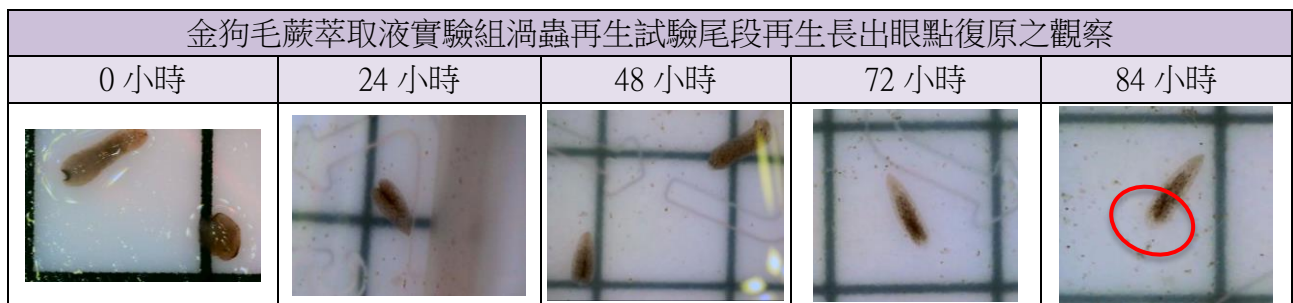 金狗毛蕨萃取液實驗組渦蟲再生試驗尾段再生長出眼點復原之觀察
0 小時
24 小時
48 小時
72 小時
84 小時